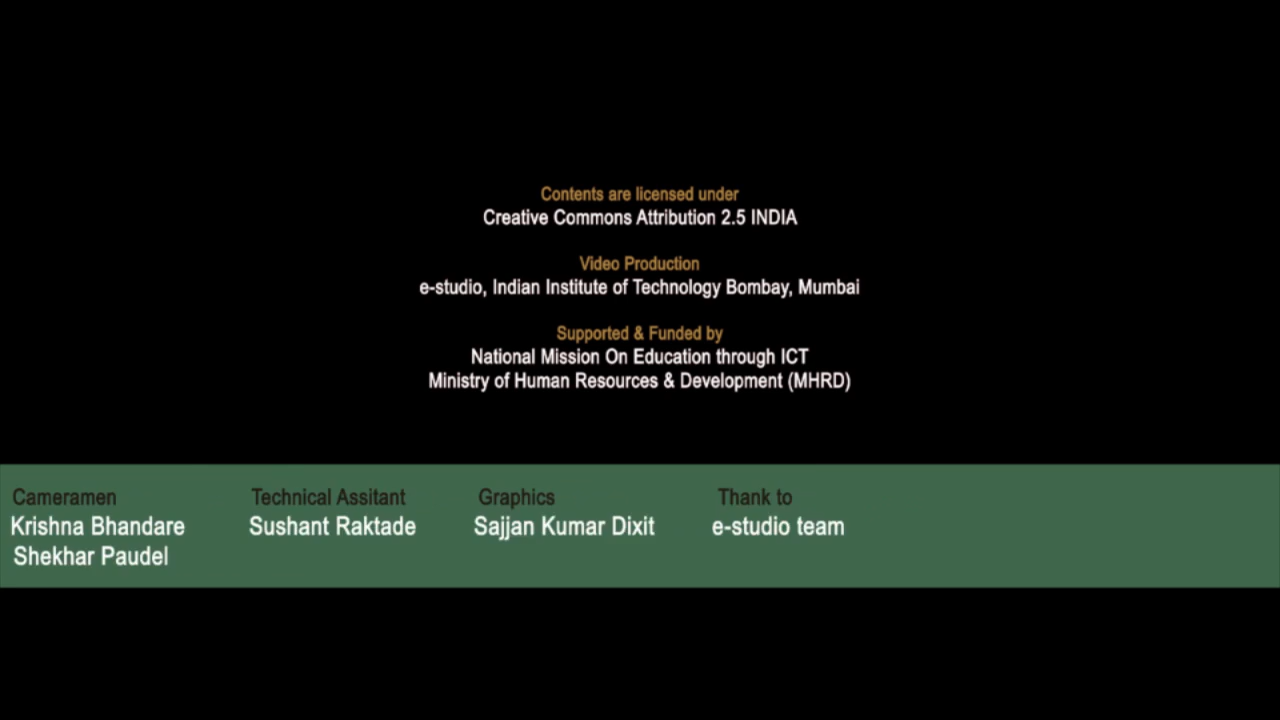 Contents are licensed under
Creative Commons Attribution 2.5 INDIA
Video Production
e-studio, Indian Institute of Technology Bombay, Mumbai
Supported & Funded by
National Mission On Education through ICT
Ministry of Human Resources & Development (MHRD)
Cameramen
Krishna Bhandare
Shekhar Paudel
Technical Assitant
Sushant Raktade
Graphics
Sajjan Kumar Dixit
Thank to
e-studio team